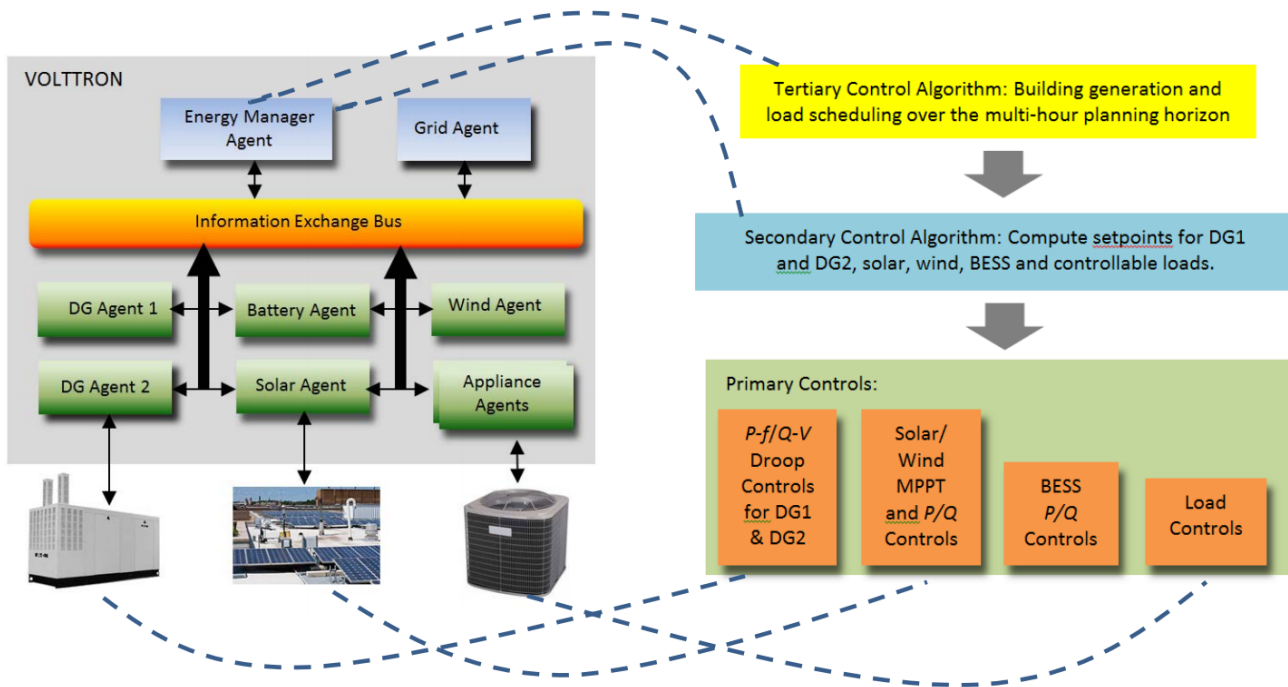 VOLTTRON
Energy Manager
Agent
Grid Agent
Information Exchange Bus
DG Agent 1
Battery Agent
Wind Agent
DG Agent 2
Solar Agent
Appliance
Agents
Tertiary Control Algorithm: Building generation and
load scheduling over the multi-hour planning horizon
Secondary Control Algorithm: Compute setpoints for DG1
and DG2, solar, wind, BESS and controllable loads.
Primary Controls:
P-f/Q-V
Droop
Controls
for DG1
& DG2
Solar/
Wind
MPPT
and P/Q
Controls
BESS
P/Q
Controls
Load
Controls